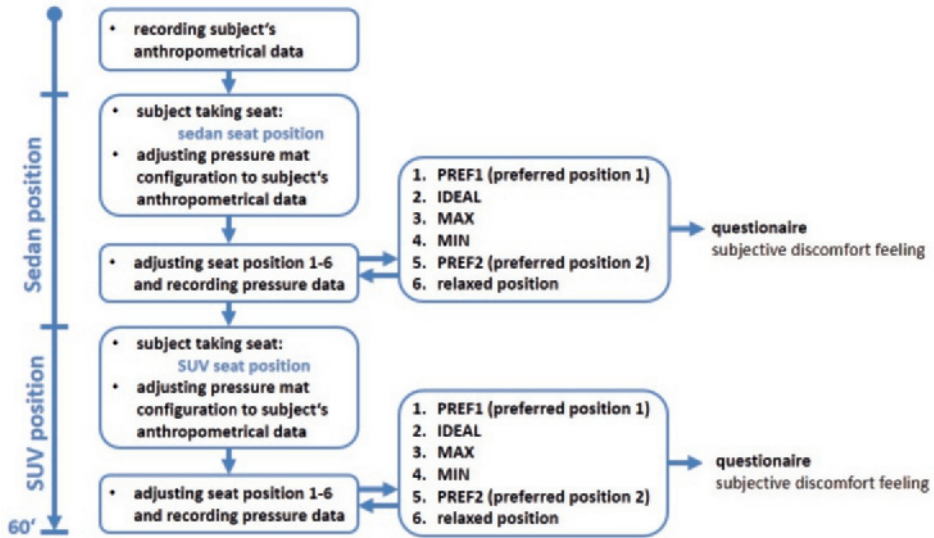 • recording subject's
anthropometrical data
Sedan position
• subject taking seat:
sedan seat position
• adjusting pressure mat
configuration to subject's
anthropometrical data
• adjusting seat position 1-6
and recording pressure data
1. PREF1 (preferred position 1)
2. IDEAL
3. MAX
4. MIN
5. PREF2 (preferred position 2)
6. relaxed position
questionaire
subjective discomfort feeling
SUV position
• subject taking seat:
SUV seat position
• adjusting pressure mat
configuration to subject's
anthropometrical data
• adjusting seat position 1-6
and recording pressure data
1. PREF1 (preferred position 1)
2. IDEAL
3. MAX
4. MIN
5. PREF2 (preferred position 2)
6. relaxed position
questionaire
subjective discomfort feeling
60'